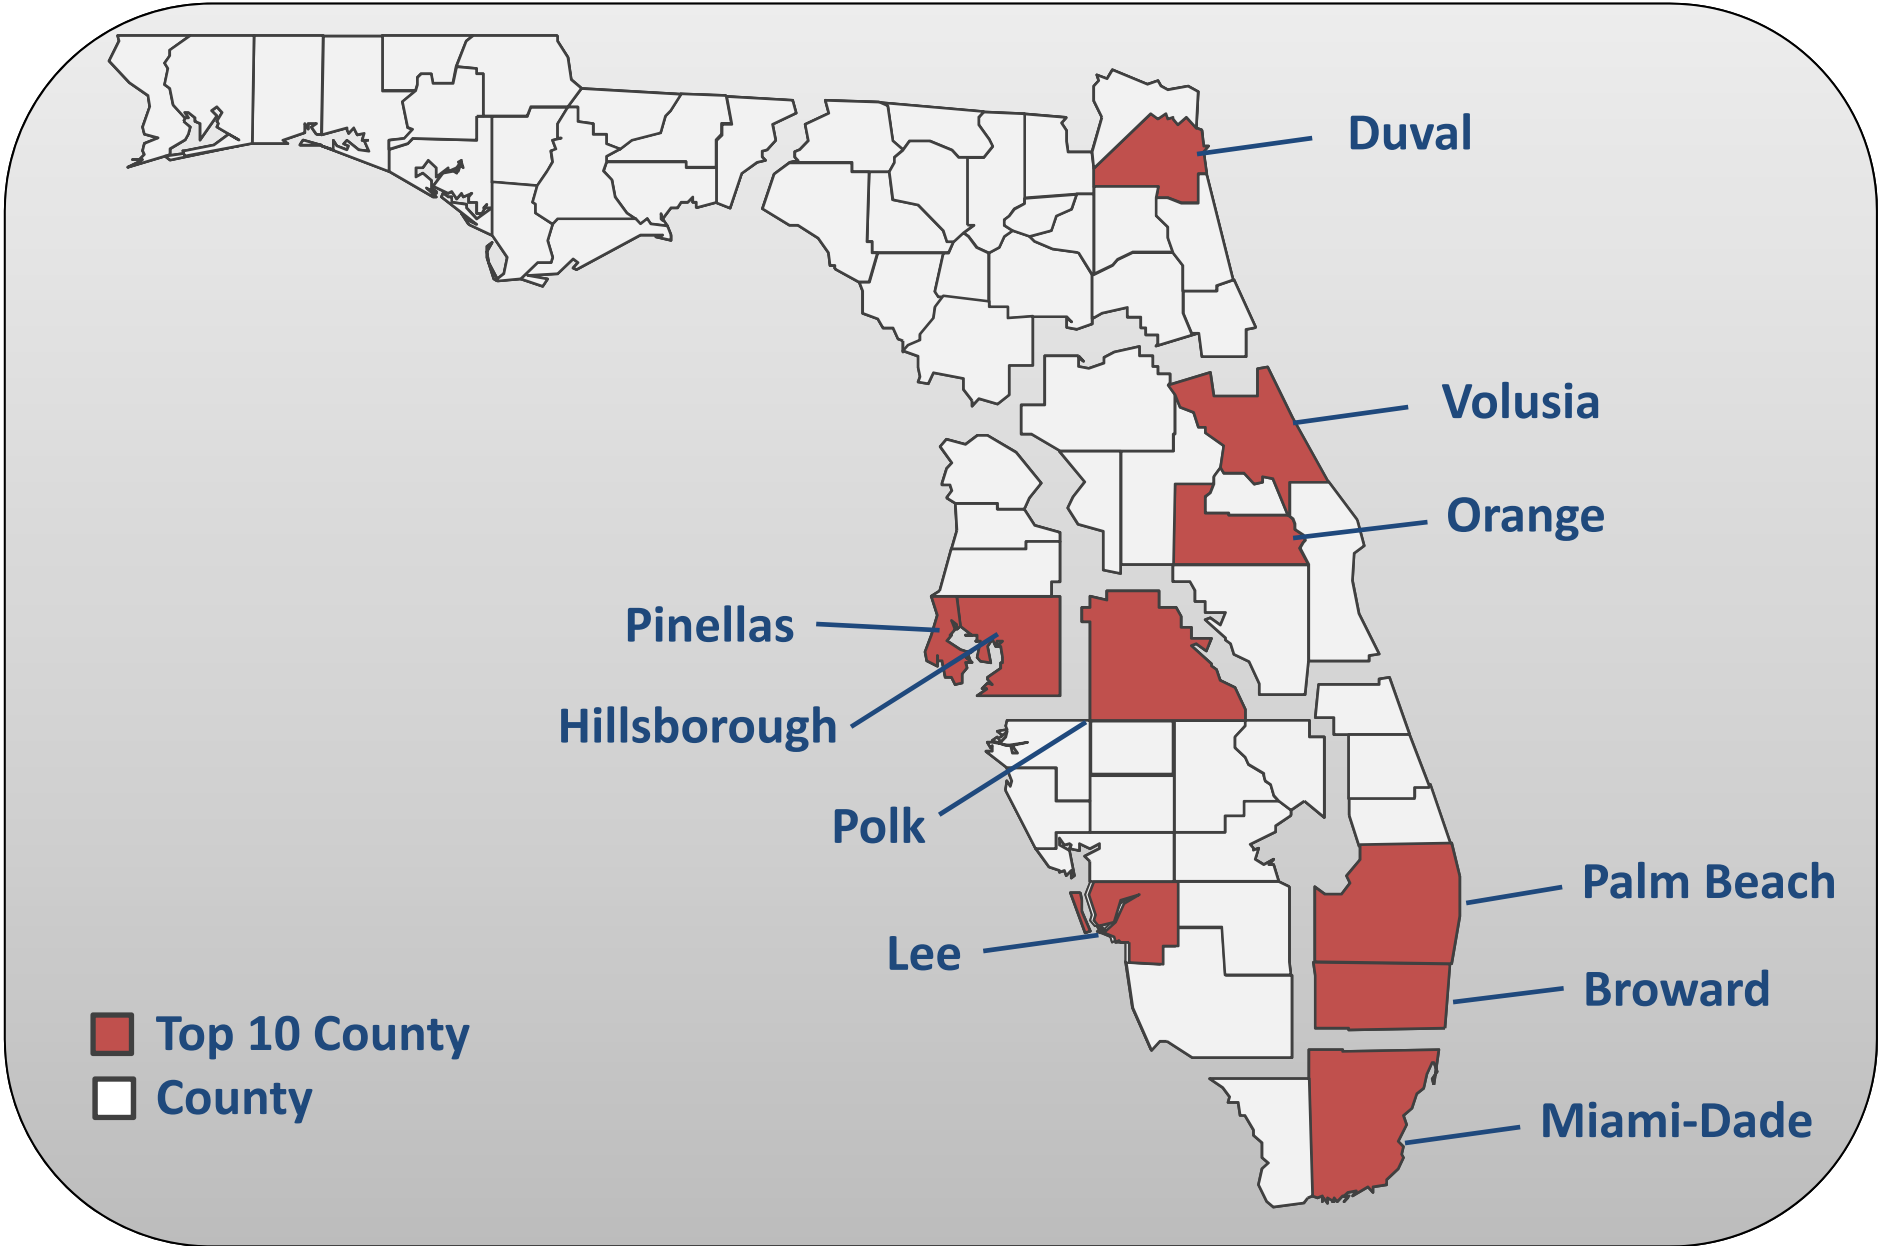 Duval
Volusia
Orange
Pinellas
Hillsborough
Polk
Palm Beach
Lee
Broward
Top 10 County
County
Miami-Dade